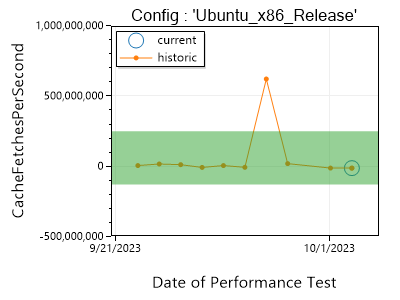 Config : 'Ubuntu_x86_Release'
1,000,000,000
current
historic
500,000,000
0
-500,000,000
CacheFetchesPerSecond
9/21/2023
10/1/2023
Date of Performance Test